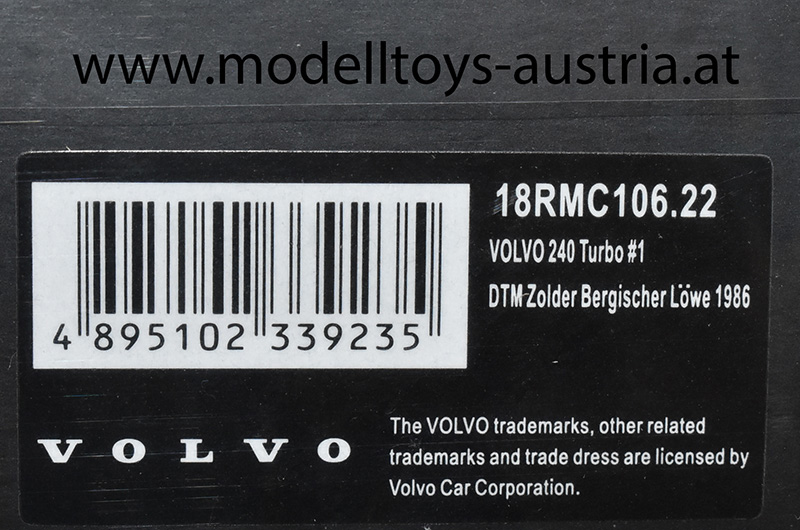 www.modelltoys-austria.at
18RMC106.22
VOLVO 240 Turbo #1
DTM Zolder Bergischer Löwe 1986
4 895102 339235
VOLVO
The VOLVO trademarks, other related
trademarks and trade dress are licensed by
Volvo Car Corporation.